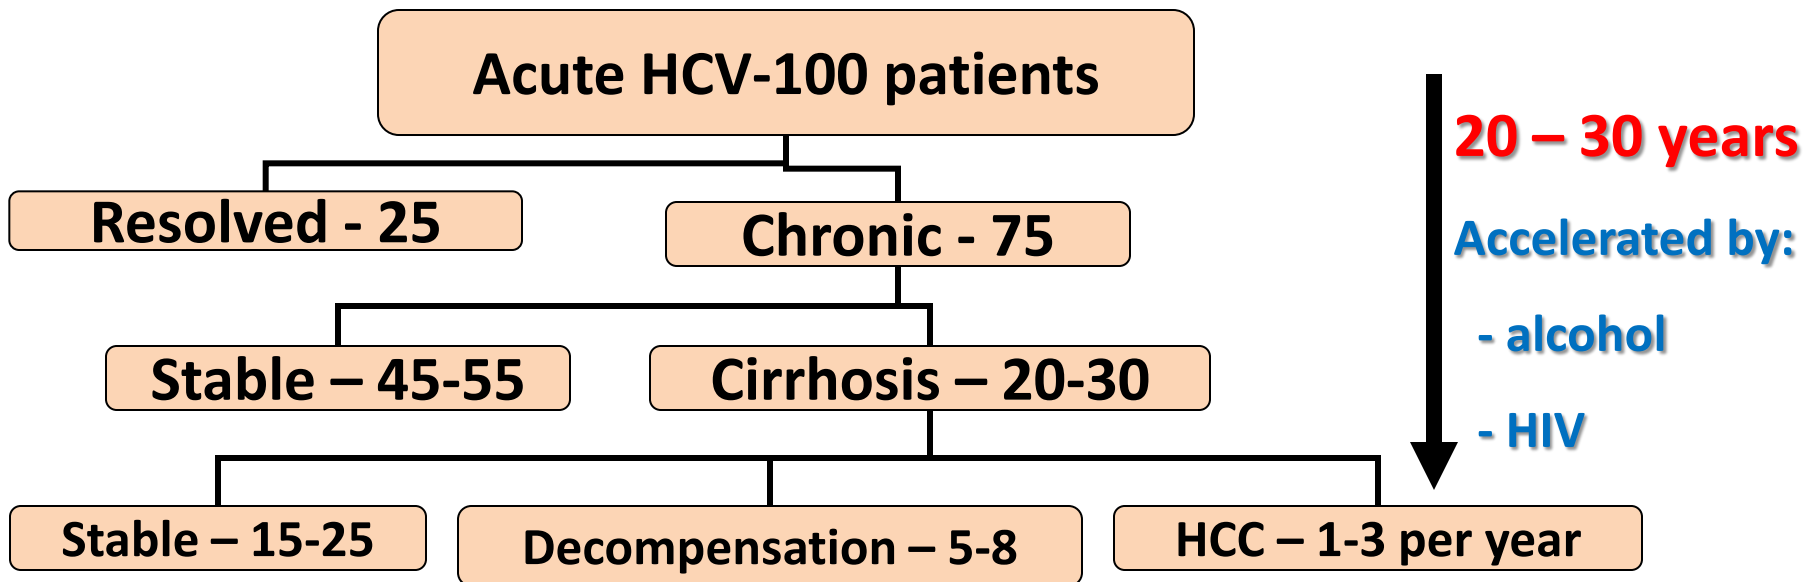 Acute HCV-100 patients
20 – 30 years
Resolved - 25
Chronic - 75
Accelerated by:
- alcohol
Stable – 45-55
Cirrhosis – 20-30
- HIV
Stable – 15-25
Decompensation – 5-8
HCC – 1-3 per year